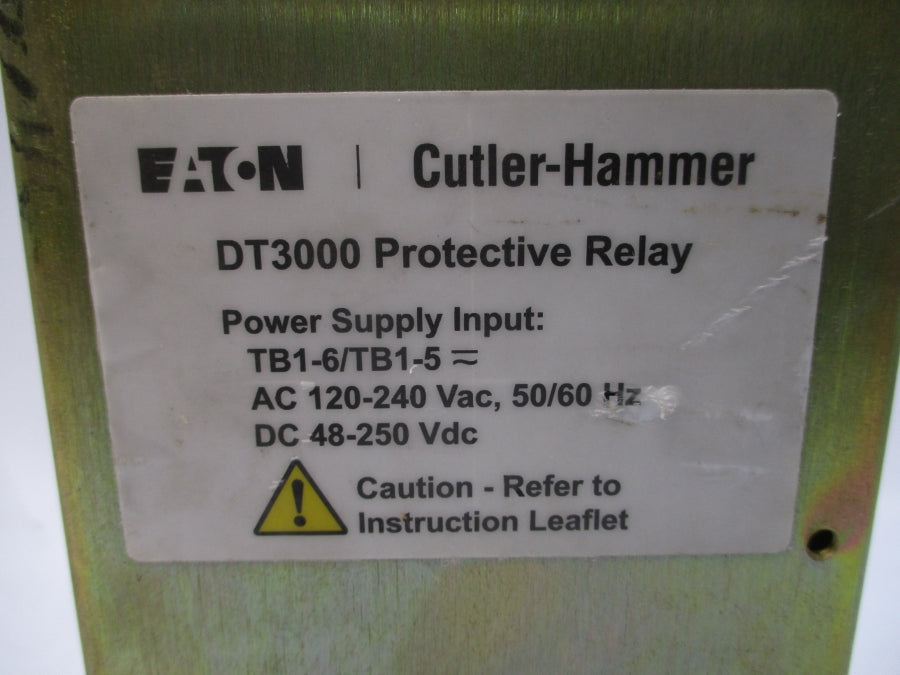 EATON | Cutler-Hammer
DT3000 Protective Relay
Power Supply Input:
TB1-6/TB1-5 ⎓
AC 120-240 Vac, 50/60 Hz
DC 48-250 Vdc
Caution - Refer to
Instruction Leaflet